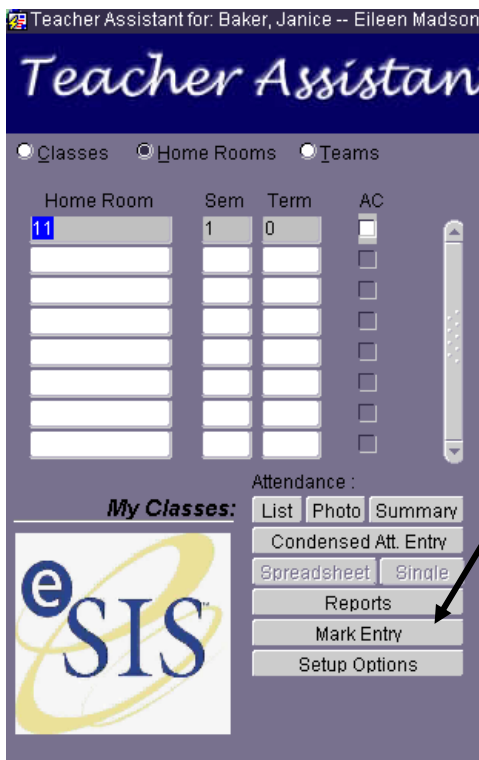 Teacher Assistant for: Baker, Janice -- Eileen Madson
Teacher Assistan
Classes Home Rooms Teams
Home Room Sem Term AC
11 1 0
Attendance :
My Classes: List Photo Summary
Condensed Att. Entry
Spreadsheet Single
Reports
Mark Entry
Setup Options
eSIS